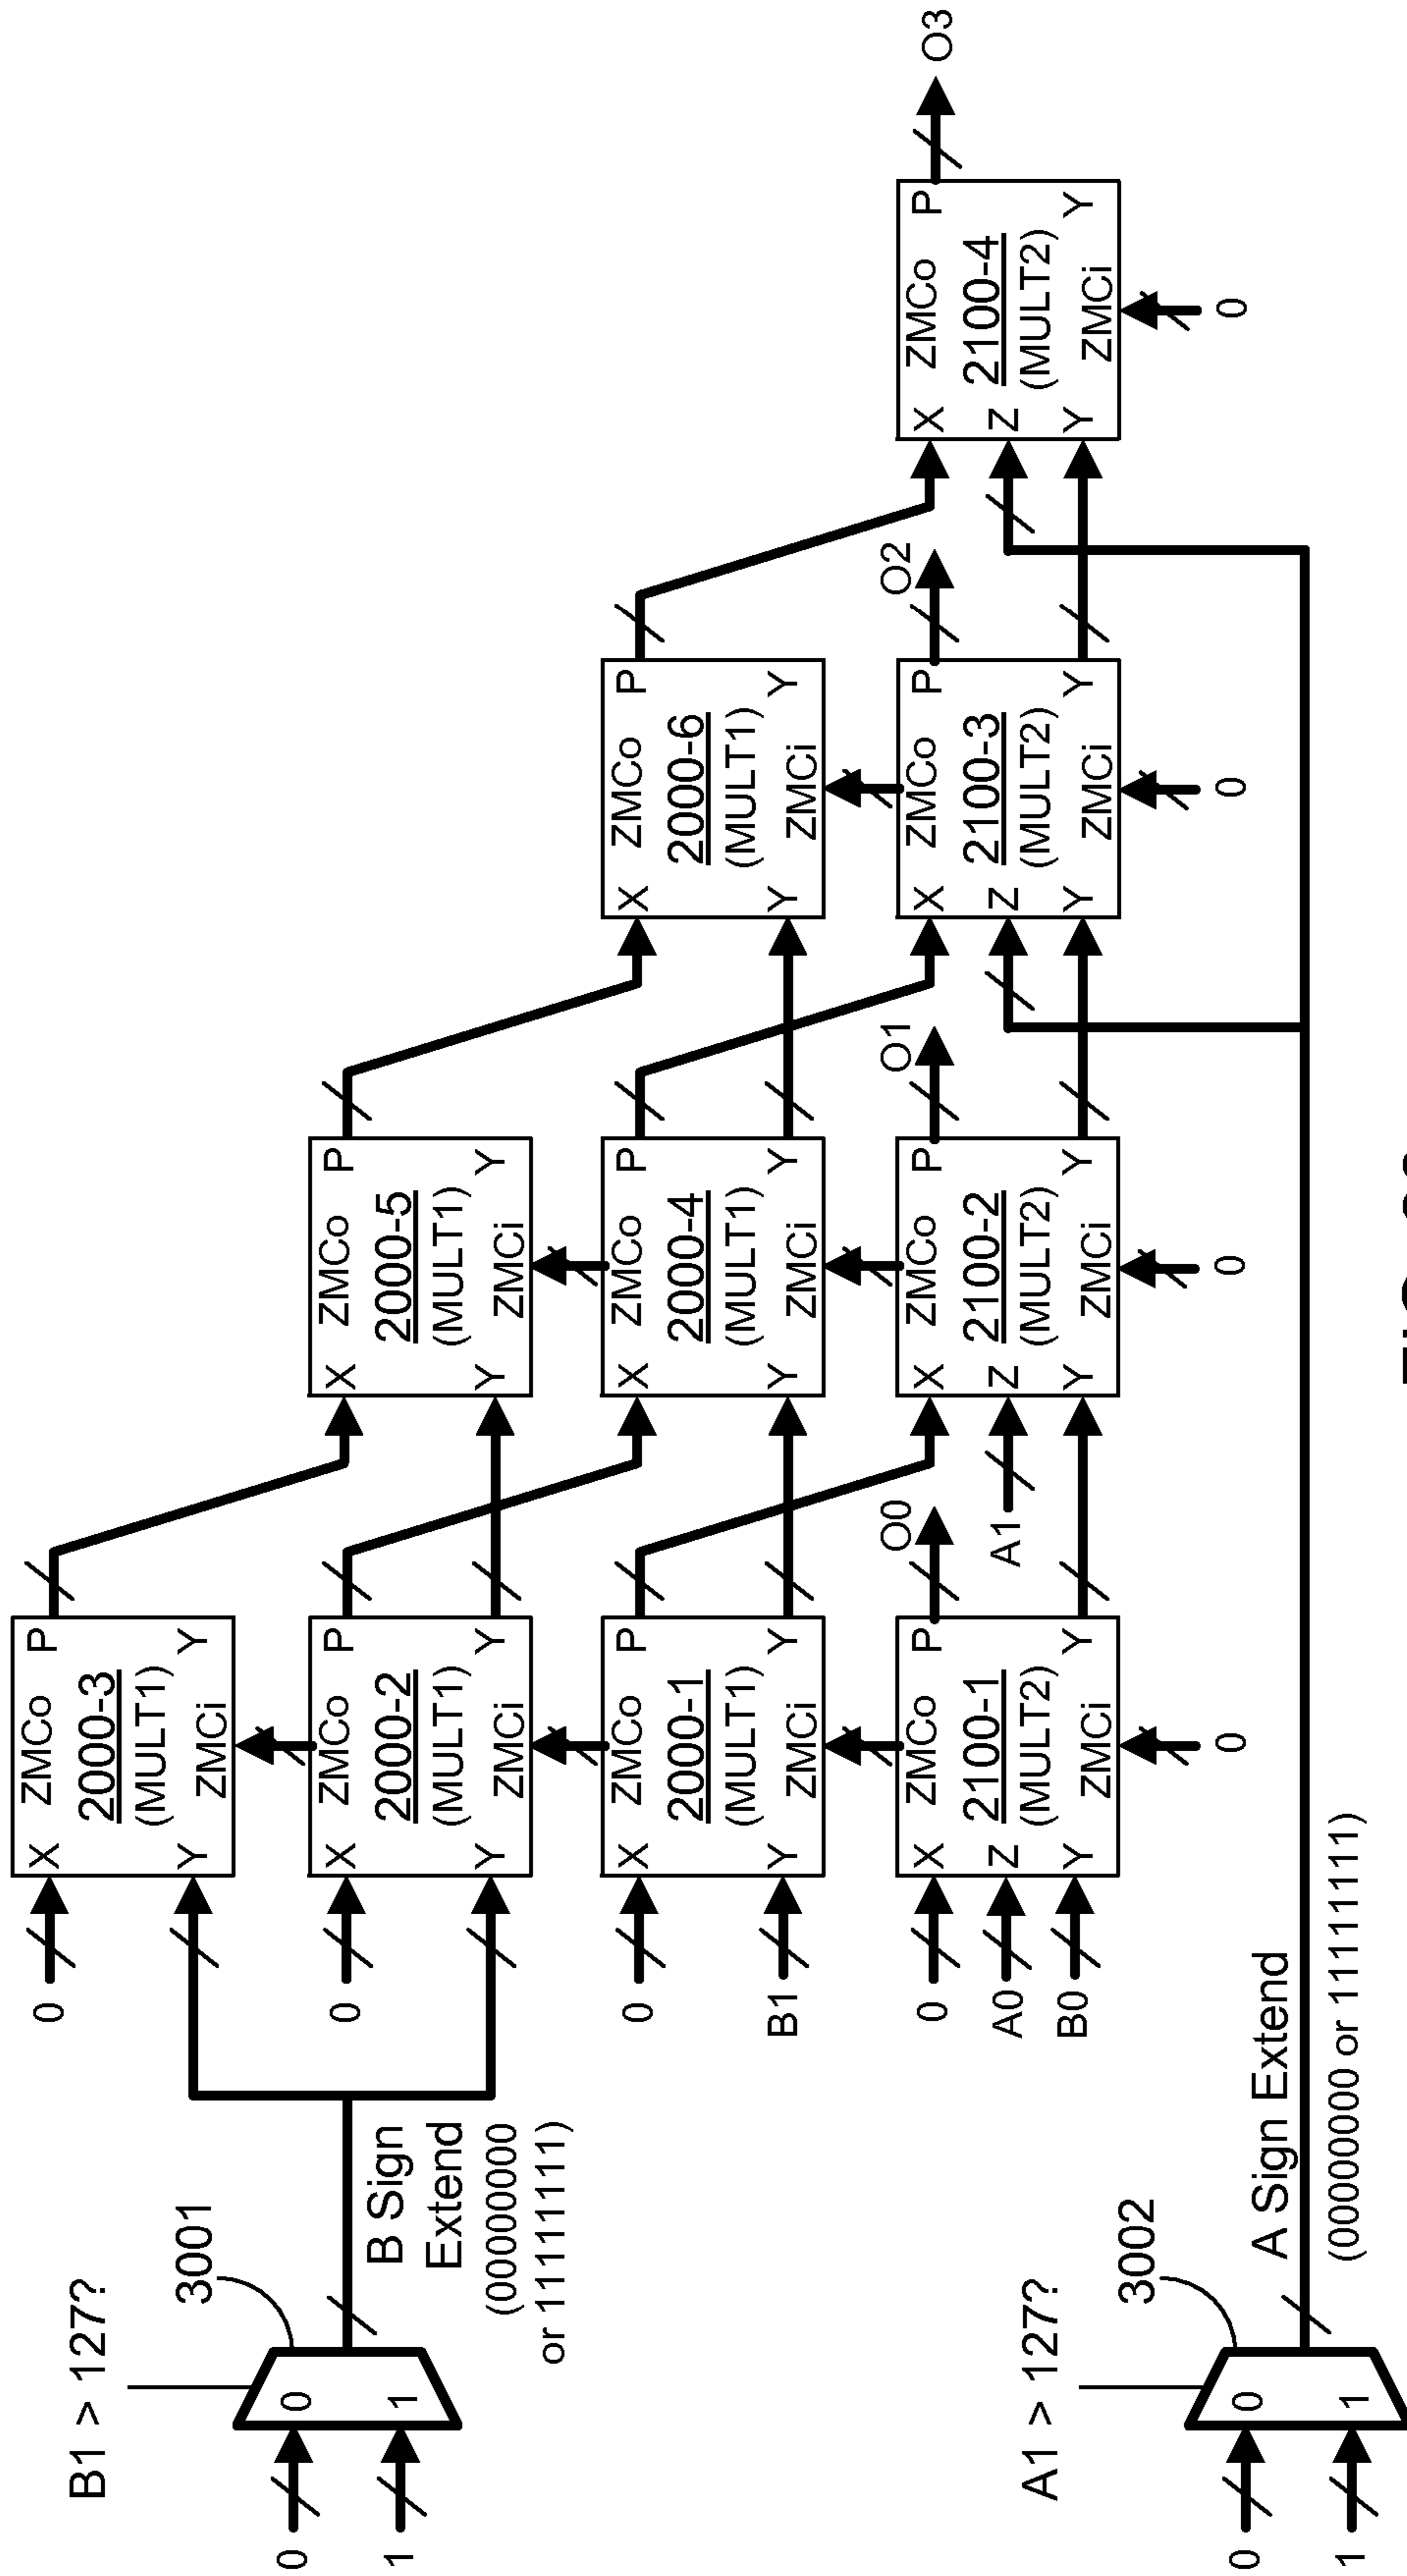 B1 > 127?
3001
0
1
0
1
B Sign
Extend
(00000000
or 11111111)
0
X ZMCo P
2000-3
(MULT1)
Y Y
ZMCi
0
X ZMCo P
2000-2
(MULT1)
Y Y
ZMCi
X ZMCo P
2000-5
(MULT1)
Y Y
ZMCi
0
B1
X ZMCo P
2000-1
(MULT1)
Y Y
ZMCi
X ZMCo P
2000-4
(MULT1)
Y Y
ZMCi
X ZMCo P
2000-6
(MULT1)
Y Y
ZMCi
0
A0
B0
X ZMCo P
Z 2100-1
(MULT2)
Y Y
ZMCi
0
O0
A1
X ZMCo P
Z 2100-2
(MULT2)
Y Y
ZMCi
0
O1
X ZMCo P
Z 2100-3
(MULT2)
Y Y
ZMCi
0
O2
X ZMCo P
Z 2100-4
(MULT2)
Y Y
ZMCi
0
O3
A1 > 127?
3002
0
1
0
1
A Sign Extend
(00000000 or 11111111)